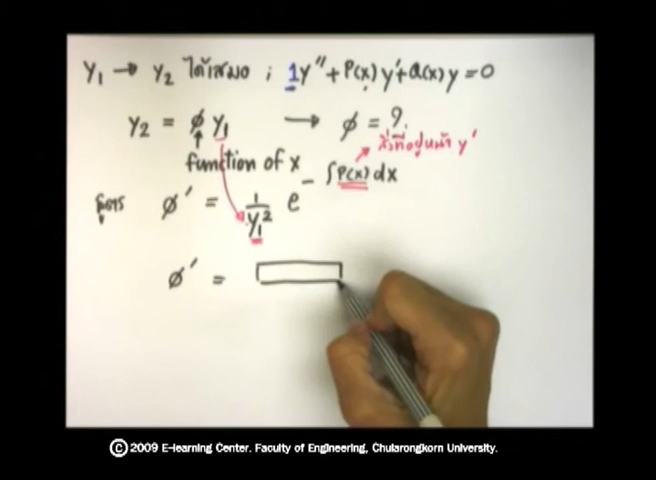 y₁ → y₂ ได้เสมอ ; 1y″ + P(x)y′ + Q(x)y = 0
y₂ = φ y₁ → φ = ?
function of x
สิ่งที่อยู่หน้า y′
สูตร φ′ = 1/y₁² e^(-∫P(x)dx)
φ′ =
© 2009 E-learning Center. Faculty of Engineering, Chularongkorn University.